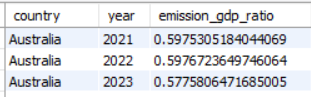 country year emission_gdp_ratio
Australia 2021 0.5975305184044069
Australia 2022 0.5976723649746064
Australia 2023 0.5775806471685005